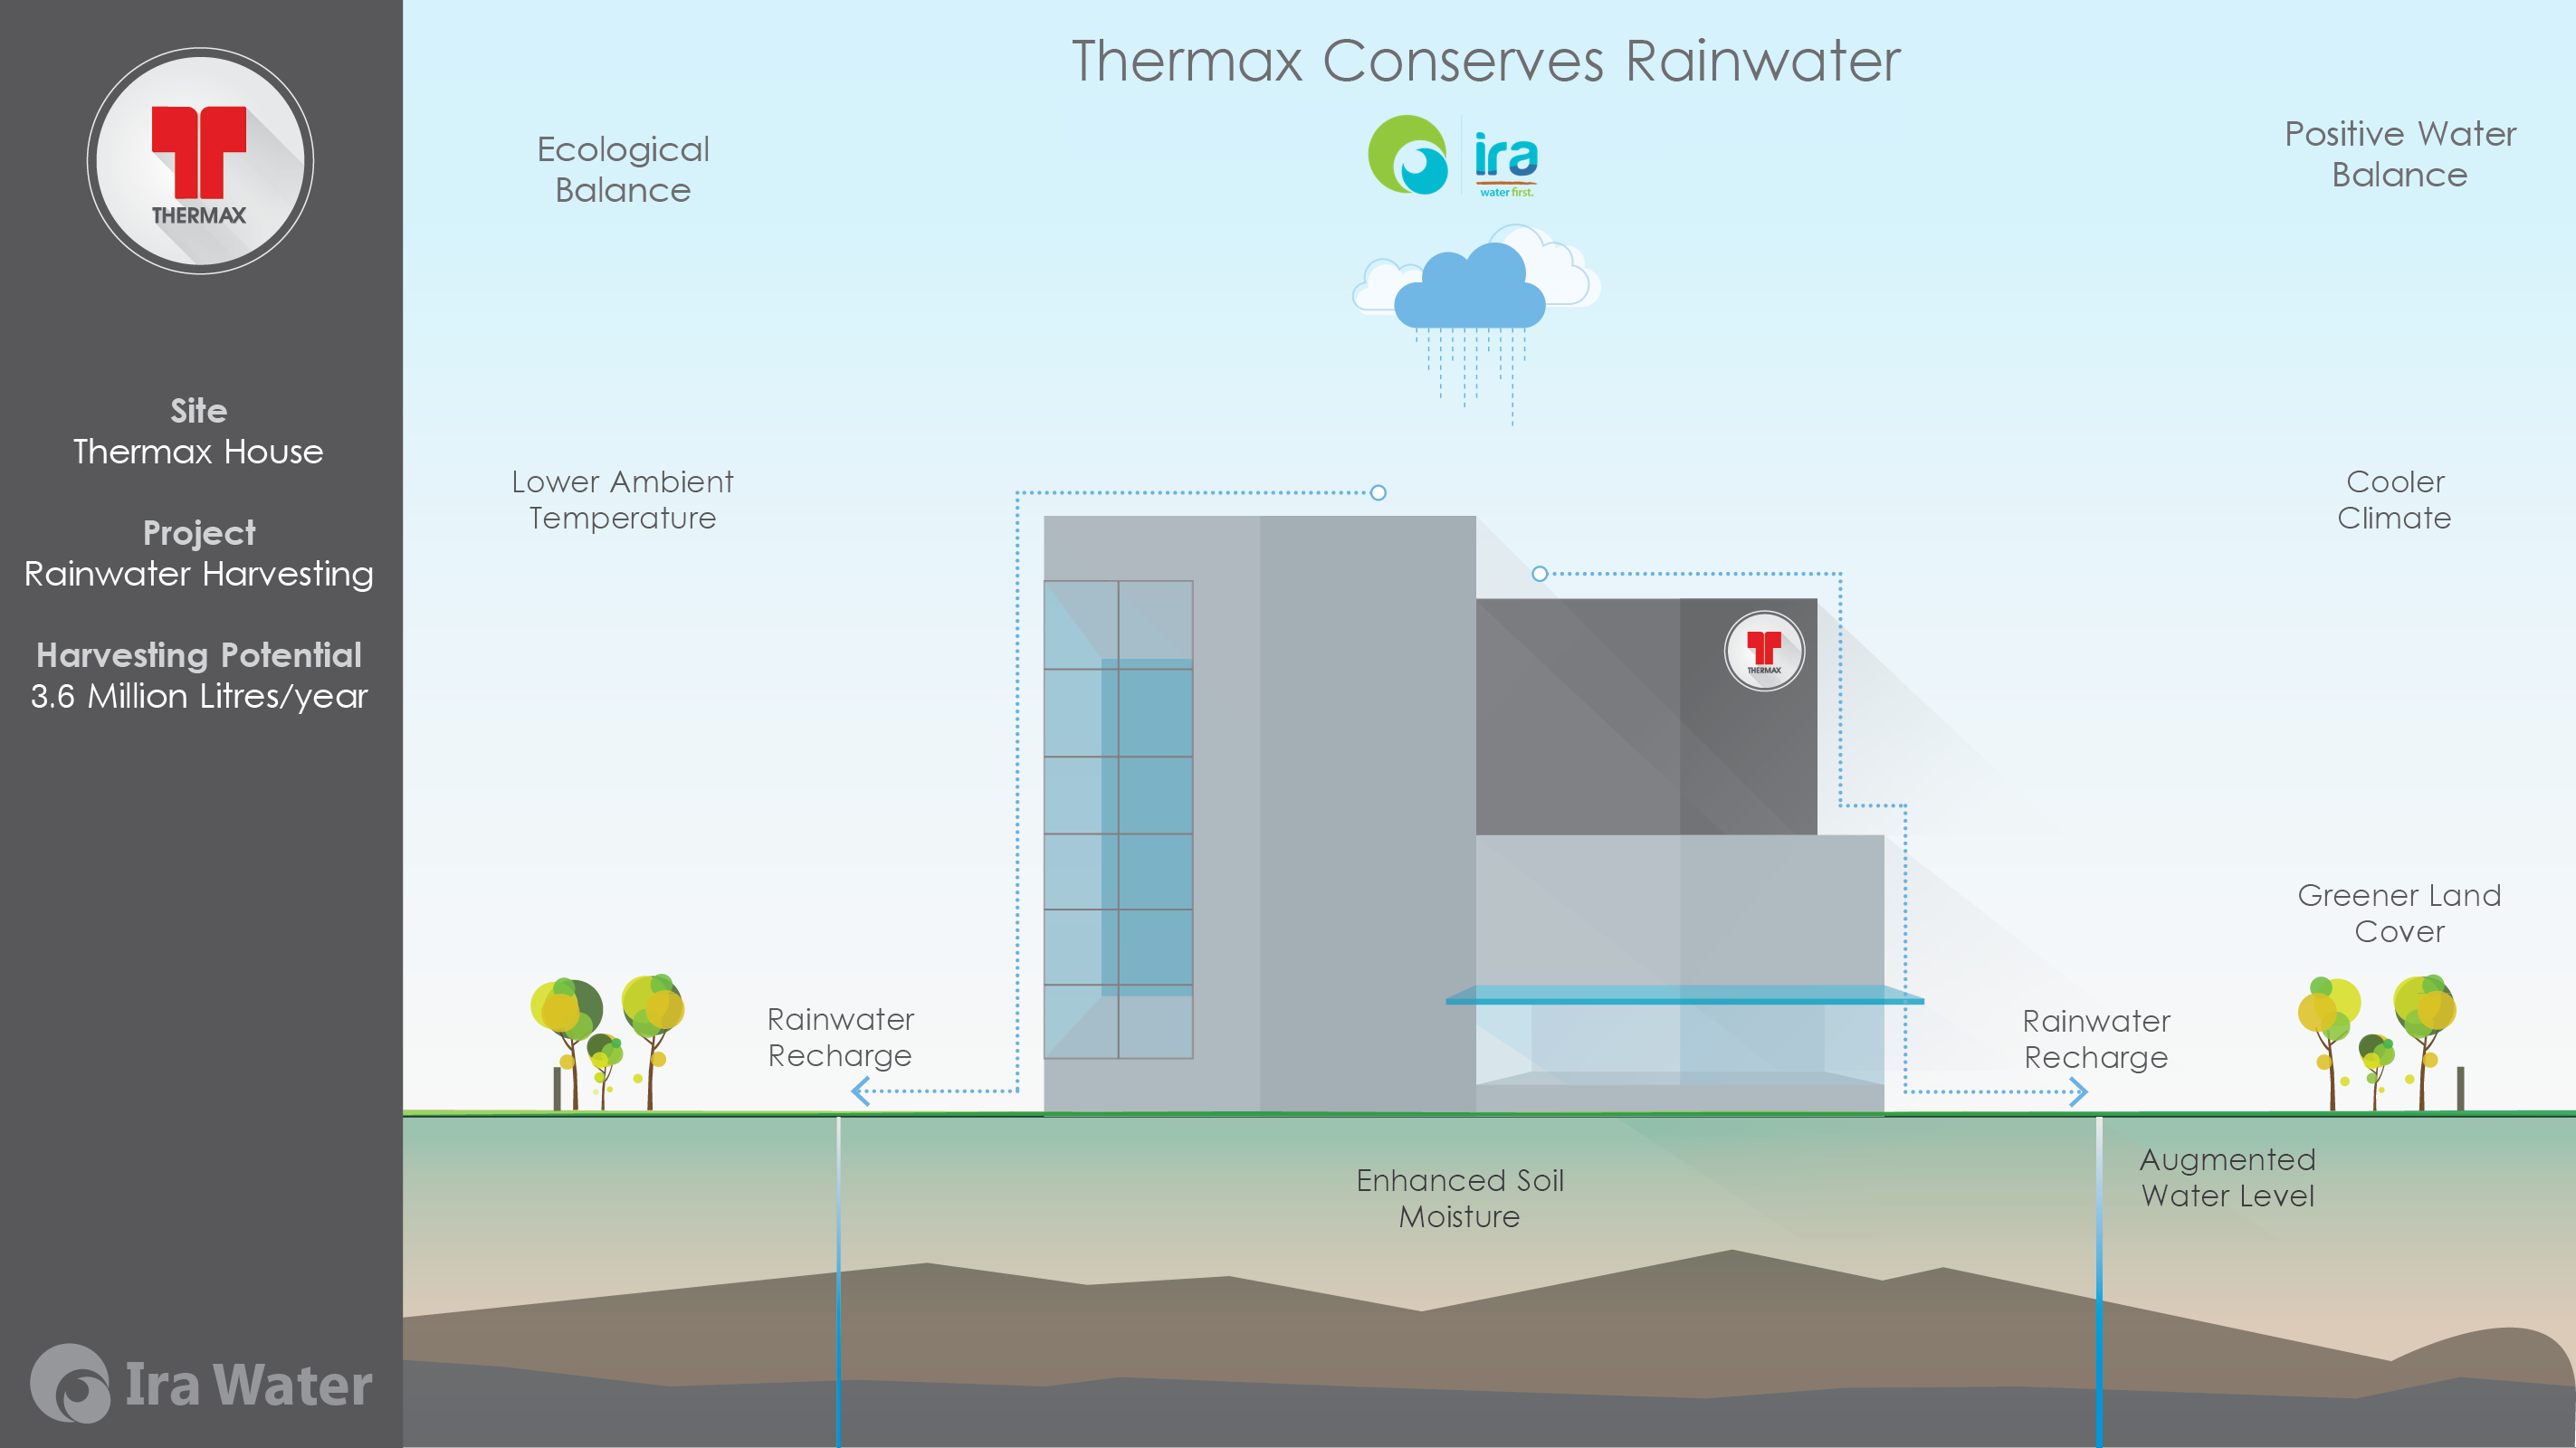 THERMAX
Site
Thermax House
Project
Rainwater Harvesting
Harvesting Potential
3.6 Million Litres/year
Ira Water
Thermax Conserves Rainwater
ira
water first.
Ecological
Balance
Positive Water
Balance
Lower Ambient
Temperature
Cooler
Climate
THERMAX
Greener Land
Cover
Rainwater
Recharge
Rainwater
Recharge
Enhanced Soil
Moisture
Augmented
Water Level